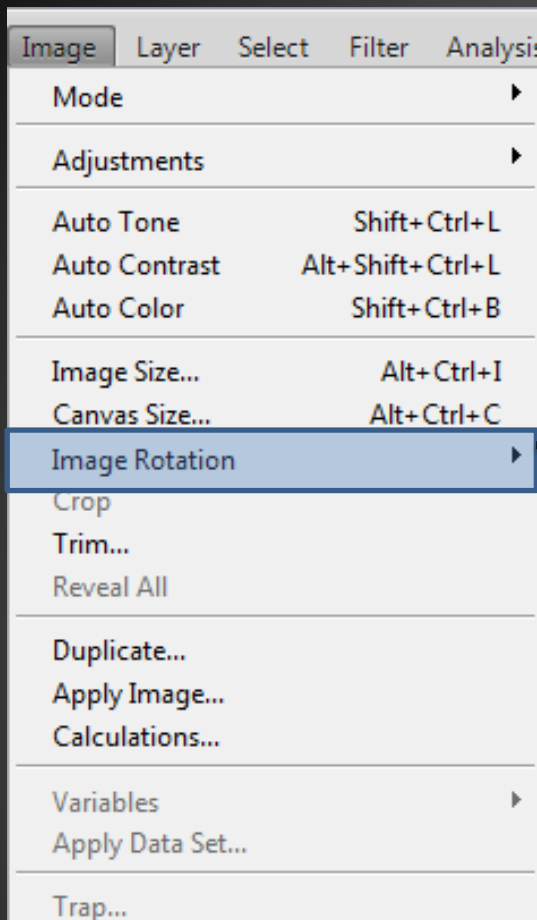 Image Layer Select Filter Analysis
Mode
Adjustments
Auto Tone Shift+Ctrl+L
Auto Contrast Alt+Shift+Ctrl+L
Auto Color Shift+Ctrl+B
Image Size... Alt+Ctrl+I
Canvas Size... Alt+Ctrl+C
Image Rotation
Crop
Trim...
Reveal All
Duplicate...
Apply Image...
Calculations...
Variables
Apply Data Set...
Trap...